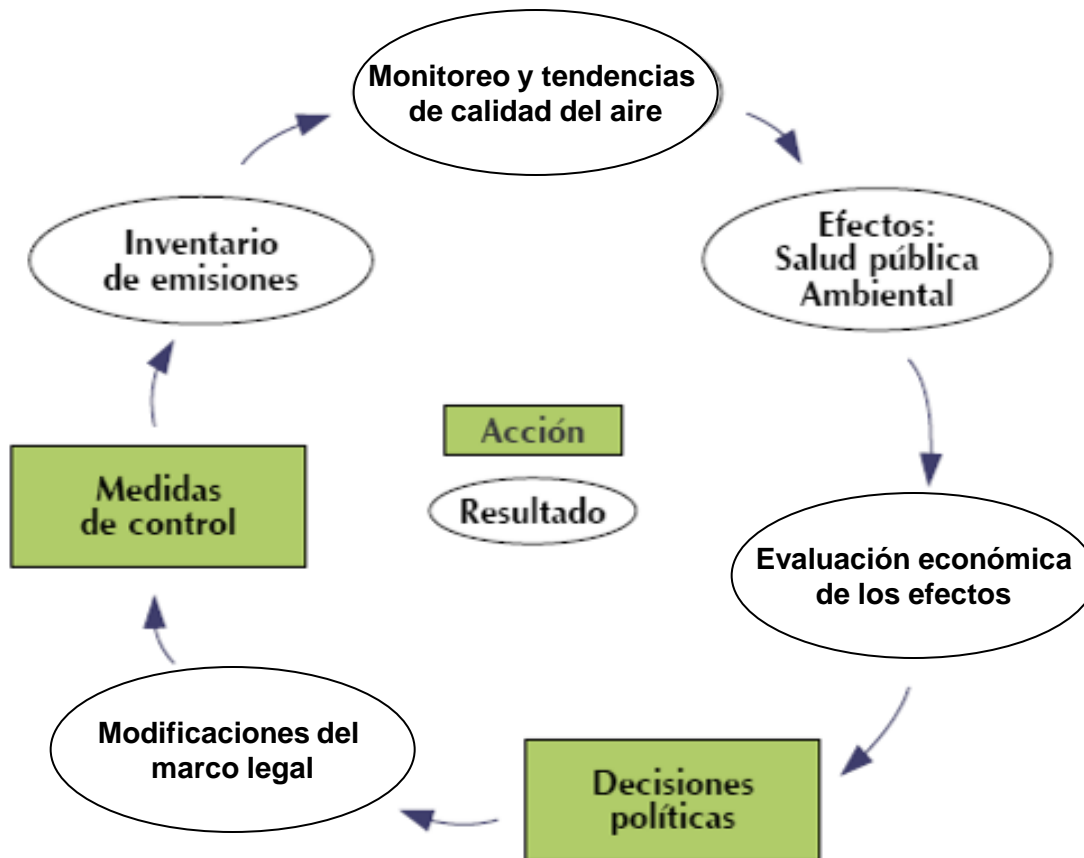 Monitoreo y tendencias
de calidad del aire
Efectos:
Salud pública
Ambiental
Evaluación económica
de los efectos
Decisiones
políticas
Modificaciones del
marco legal
Medidas
de control
Inventario
de emisiones
Acción
Resultado